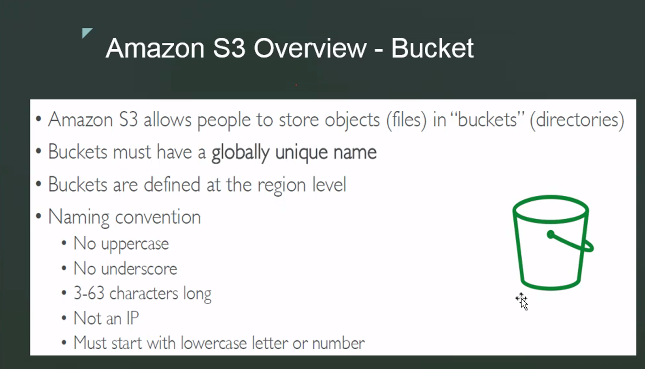 Amazon S3 Overview - Bucket
• Amazon S3 allows people to store objects (files) in “buckets” (directories)
• Buckets must have a globally unique name
• Buckets are defined at the region level
• Naming convention
• No uppercase
• No underscore
• 3-63 characters long
• Not an IP
• Must start with lowercase letter or number